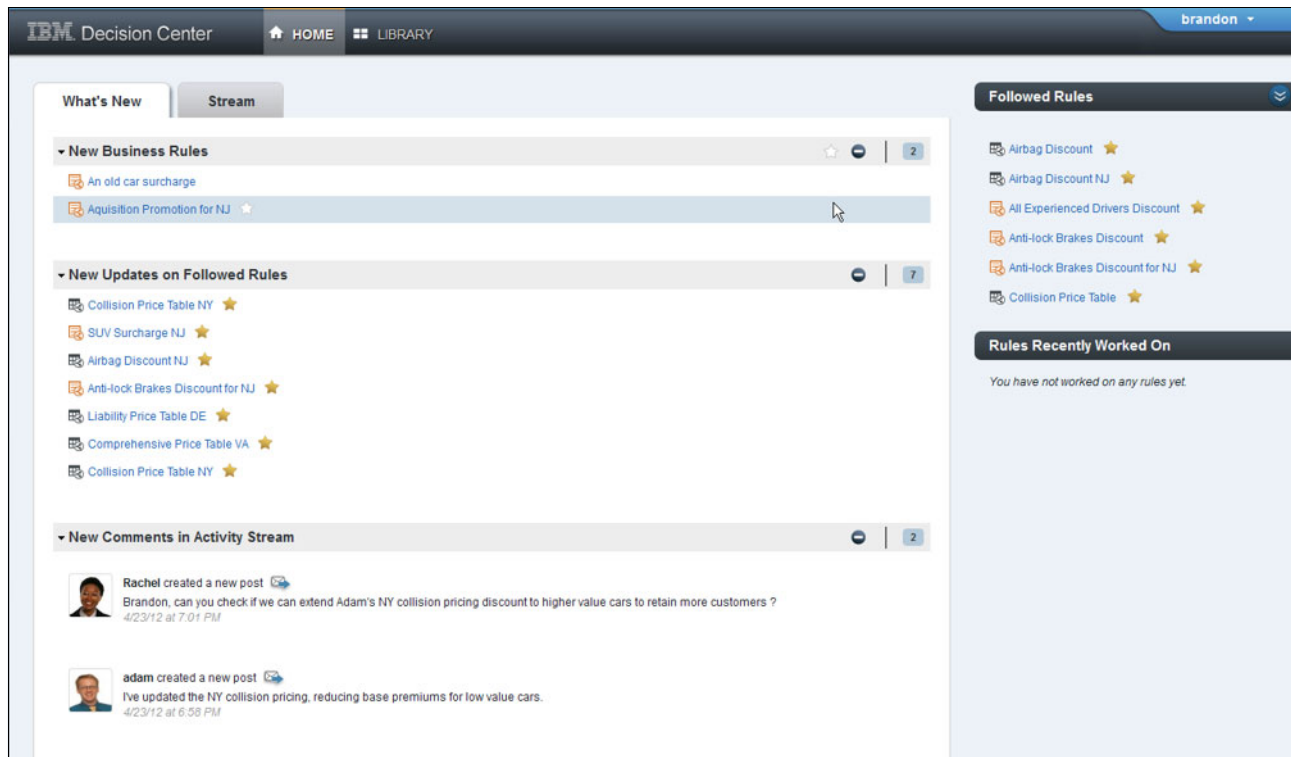 IBM. Decision Center
HOME
LIBRARY
brandon
What's New
Stream
New Business Rules
2
An old car surcharge
Aquisition Promotion for NJ
New Updates on Followed Rules
7
Collision Price Table NY
SUV Surcharge NJ
Airbag Discount NJ
Anti-lock Brakes Discount for NJ
Liability Price Table DE
Comprehensive Price Table VA
Collision Price Table NY
New Comments in Activity Stream
2
Rachel created a new post
Brandon, can you check if we can extend Adam's NY collision pricing discount to higher value cars to retain more customers ?
4/23/12 at 7:01 PM
adam created a new post
I've updated the NY collision pricing, reducing base premiums for low value cars.
4/23/12 at 6:58 PM
Followed Rules
Airbag Discount
Airbag Discount NJ
All Experienced Drivers Discount
Anti-lock Brakes Discount
Anti-lock Brakes Discount for NJ
Collision Price Table
Rules Recently Worked On
You have not worked on any rules yet.